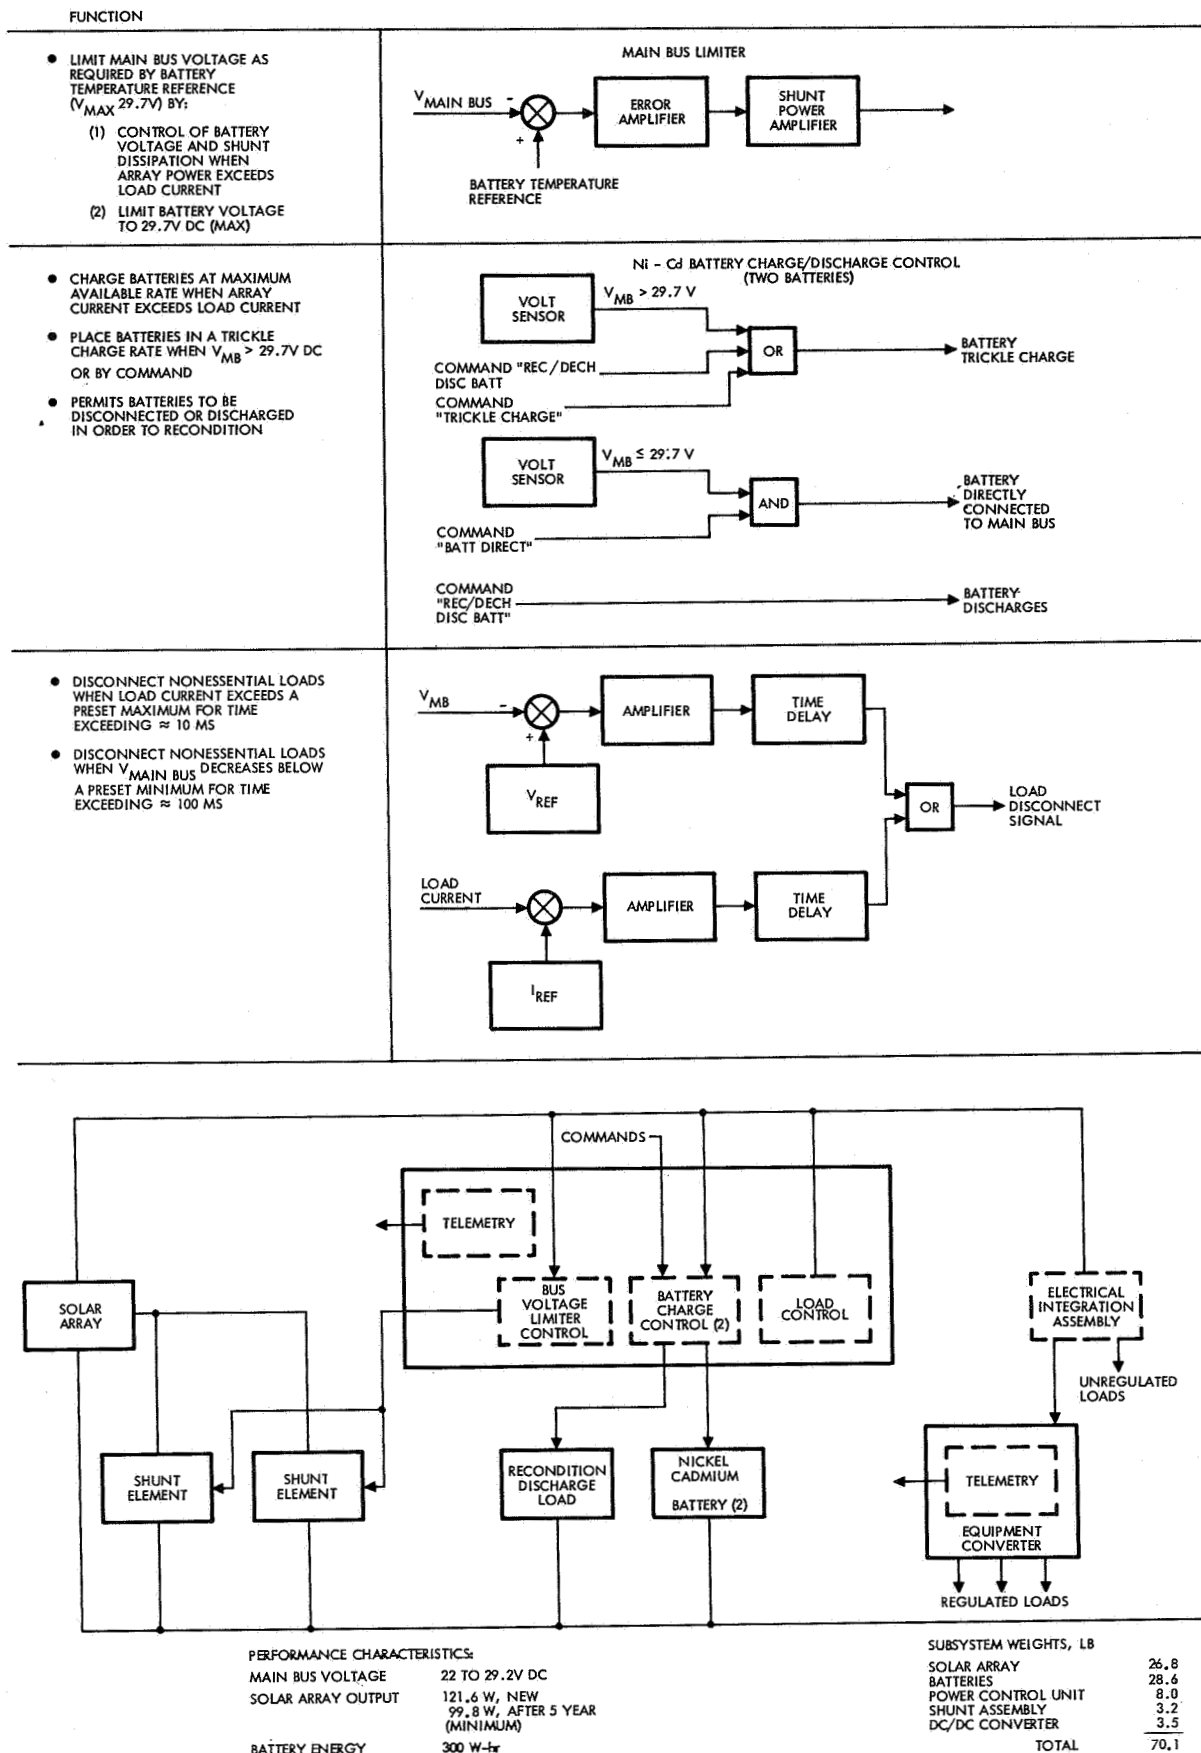 FUNCTION
● LIMIT MAIN BUS VOLTAGE AS
REQUIRED BY BATTERY
TEMPERATURE REFERENCE
(VMAX 29.7V) BY:
(1) CONTROL OF BATTERY
VOLTAGE AND SHUNT
DISSIPATION WHEN
ARRAY POWER EXCEEDS
LOAD CURRENT
(2) LIMIT BATTERY VOLTAGE
TO 29.7V DC (MAX)
MAIN BUS LIMITER
VMAIN BUS
-
+
ERROR
AMPLIFIER
SHUNT
POWER
AMPLIFIER
BATTERY TEMPERATURE
REFERENCE
● CHARGE BATTERIES AT MAXIMUM
AVAILABLE RATE WHEN ARRAY
CURRENT EXCEEDS LOAD CURRENT
● PLACE BATTERIES IN A TRICKLE
CHARGE RATE WHEN VMB > 29.7V DC
OR BY COMMAND
● PERMITS BATTERIES TO BE
DISCONNECTED OR DISCHARGED
IN ORDER TO RECONDITION
Ni - Cd BATTERY CHARGE/DISCHARGE CONTROL
(TWO BATTERIES)
VOLT
SENSOR
VMB > 29.7 V
COMMAND "REC/DECH
DISC BATT
COMMAND
"TRICKLE CHARGE"
OR
BATTERY
TRICKLE CHARGE
VOLT
SENSOR
VMB ≤ 29.7 V
COMMAND
"BATT DIRECT"
AND
BATTERY
DIRECTLY
CONNECTED
TO MAIN BUS
COMMAND
"REC/DECH
DISC BATT"
BATTERY
DISCHARGES
● DISCONNECT NONESSENTIAL LOADS
WHEN LOAD CURRENT EXCEEDS A
PRESET MAXIMUM FOR TIME
EXCEEDING ≈ 10 MS
● DISCONNECT NONESSENTIAL LOADS
WHEN VMAIN BUS DECREASES BELOW
A PRESET MINIMUM FOR TIME
EXCEEDING ≈ 100 MS
VMB
-
+
AMPLIFIER
TIME
DELAY
VREF
OR
LOAD
DISCONNECT
SIGNAL
LOAD
CURRENT
AMPLIFIER
TIME
DELAY
IREF
COMMANDS
TELEMETRY
BUS
VOLTAGE
LIMITER
CONTROL
BATTERY
CHARGE
CONTROL (2)
LOAD
CONTROL
SOLAR
ARRAY
ELECTRICAL
INTEGRATION
ASSEMBLY
UNREGULATED
LOADS
SHUNT
ELEMENT
SHUNT
ELEMENT
RECONDITION
DISCHARGE
LOAD
NICKEL
CADMIUM
BATTERY (2)
TELEMETRY
EQUIPMENT
CONVERTER
REGULATED LOADS
PERFORMANCE CHARACTERISTICS:
MAIN BUS VOLTAGE 22 TO 29.2V DC
SOLAR ARRAY OUTPUT 121.6 W, NEW
99.8 W, AFTER 5 YEAR
(MINIMUM)
BATTERY ENERGY 300 W-hr
SUBSYSTEM WEIGHTS, LB
SOLAR ARRAY 26.8
BATTERIES 28.6
POWER CONTROL UNIT 8.0
SHUNT ASSEMBLY 3.2
DC/DC CONVERTER 3.5
TOTAL 70.1